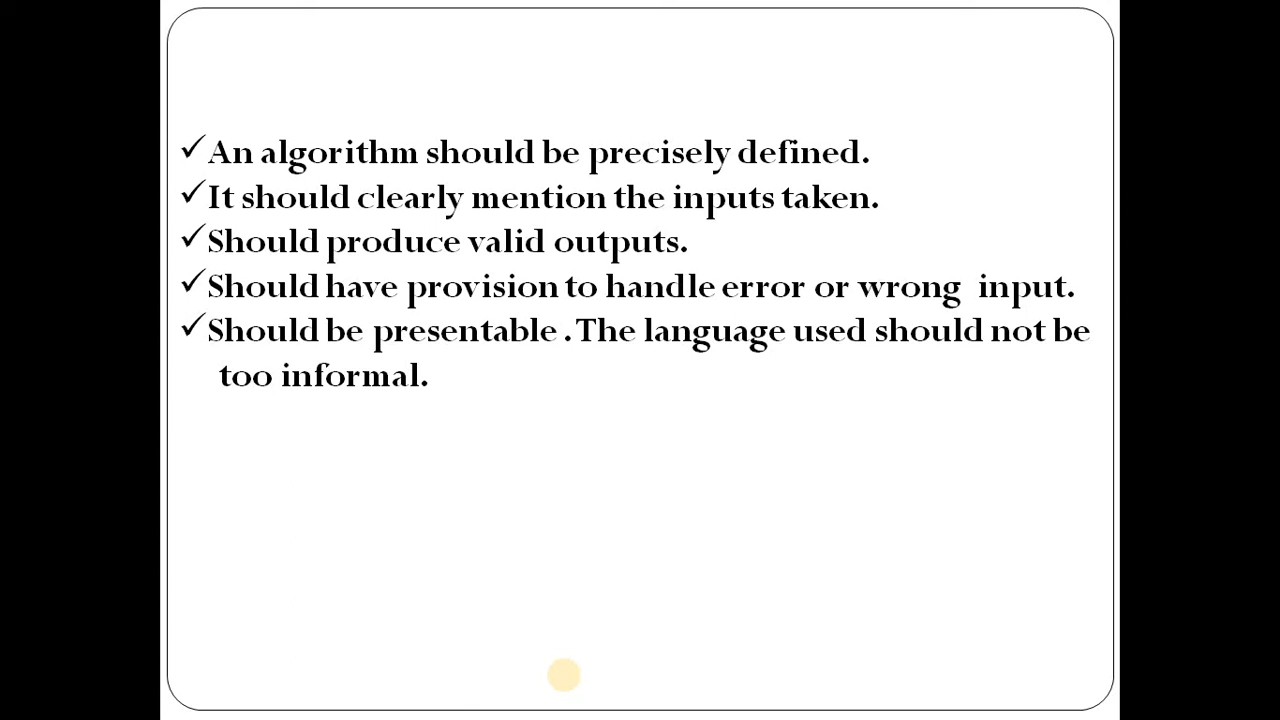 ✓An algorithm should be precisely defined.
✓It should clearly mention the inputs taken.
✓Should produce valid outputs.
✓Should have provision to handle error or wrong  input.
✓Should be presentable . The language used should not be
too informal.